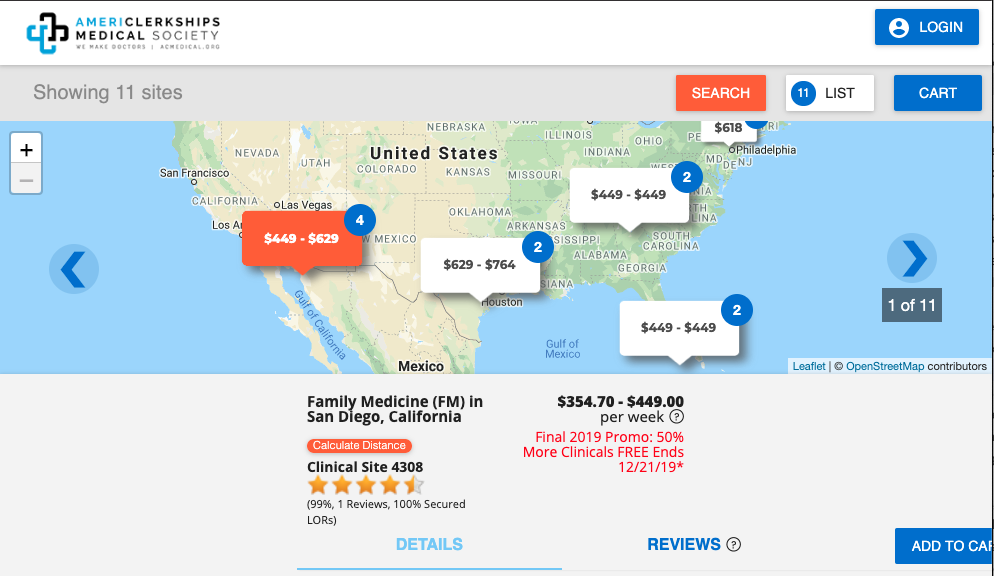 AMERICLERKSHIPS
MEDICAL SOCIETY
WE MAKE DOCTORS | ACMEDICAL.ORG
LOGIN
Showing 11 sites
SEARCH
11 LIST
CART
+
−
NEBRASKA
ILLINOIS
OHIO
$618
Philadelphia
NEVADA
UTAH
United States
COLORADO
KANSAS
MISSOURI
INDIANA
MD
DE
NJ
San Francisco
CALIFORNIA
Las Vegas
$449 - $449
2
OKLAHOMA
ARKANSAS
$449 - $629
4
$629 - $764
2
ALABAMA
SOUTH
CAROLINA
GEORGIA
Houston
Gulf of California
Gulf of
Mexico
$449 - $449
2
Mexico
1 of 11
Leaflet | © OpenStreetMap contributors
Family Medicine (FM) in
San Diego, California
Calculate Distance
Clinical Site 4308
(99%, 1 Reviews, 100% Secured
LORs)
$354.70 - $449.00
per week ?
Final 2019 Promo: 50%
More Clinicals FREE Ends
12/21/19*
DETAILS
REVIEWS ?
ADD TO CAR